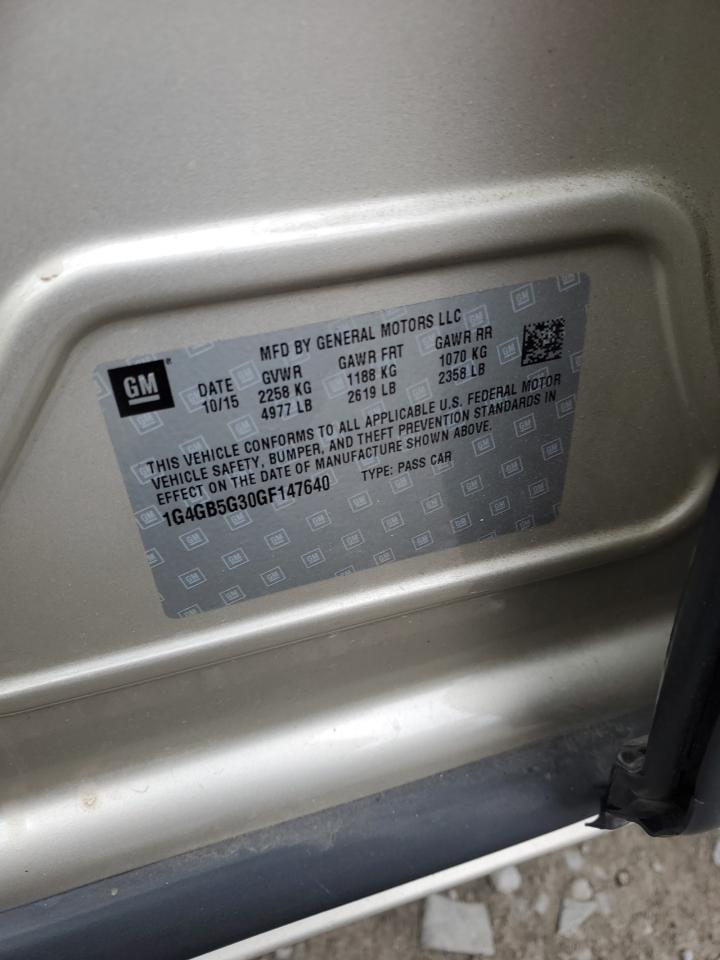 GM
MFD BY GENERAL MOTORS LLC
DATE GVWR GAWR FRT GAWR RR
10/15 2258 KG 1188 KG 1070 KG
4977 LB 2619 LB 2358 LB
THIS VEHICLE CONFORMS TO ALL APPLICABLE U.S. FEDERAL MOTOR
VEHICLE SAFETY, BUMPER, AND THEFT PREVENTION STANDARDS IN
EFFECT ON THE DATE OF MANUFACTURE SHOWN ABOVE.
1G4GB5G30GF147640 TYPE: PASS CAR